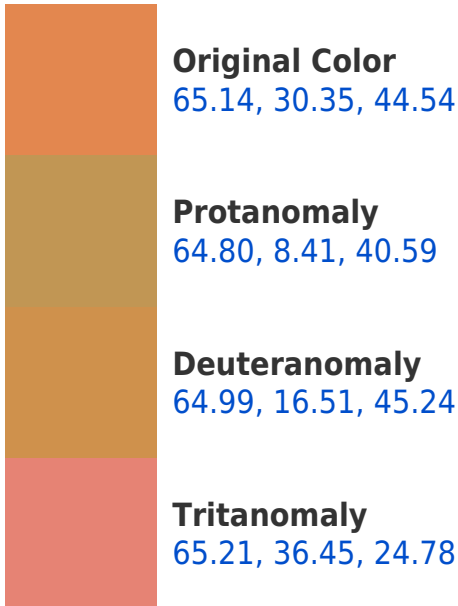 Original Color
65.14, 30.35, 44.54
Protanomaly
64.80, 8.41, 40.59
Deuteranomaly
64.99, 16.51, 45.24
Tritanomaly
65.21, 36.45, 24.78